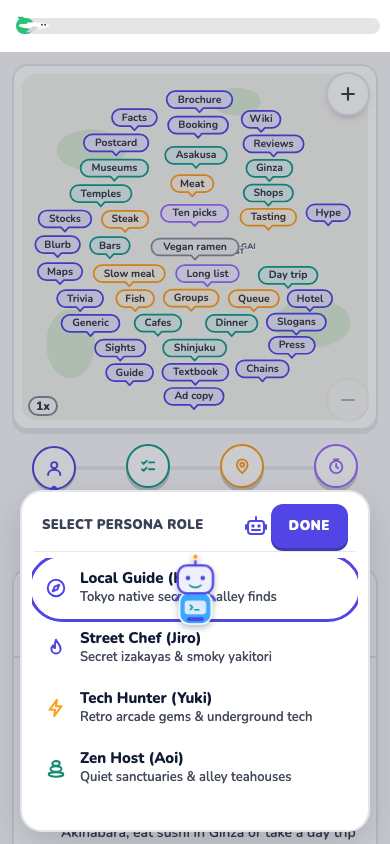 Brochure
Facts
Booking
Wiki
Postcard
Reviews
Asakusa
Museums
Ginza
Meat
Temples
Shops
Ten picks
Hype
Stocks
Steak
Tasting
Blurb
Bars
Vegan ramen
Maps
Slow meal
Long list
Day trip
Trivia
Fish
Groups
Queue
Hotel
Generic
Cafes
Dinner
Slogans
Sights
Shinjuku
Press
Guide
Textbook
Chains
Ad copy
1x
SELECT PERSONA ROLE
DONE
Local Guide
Tokyo native alley finds
Street Chef (Jiro)
Secret izakayas & smoky yakitori
Tech Hunter (Yuki)
Retro arcade gems & underground tech
Zen Host (Aoi)
Quiet sanctuaries & alley teahouses
Akihabara, eat sushi in Ginza or take a day trip